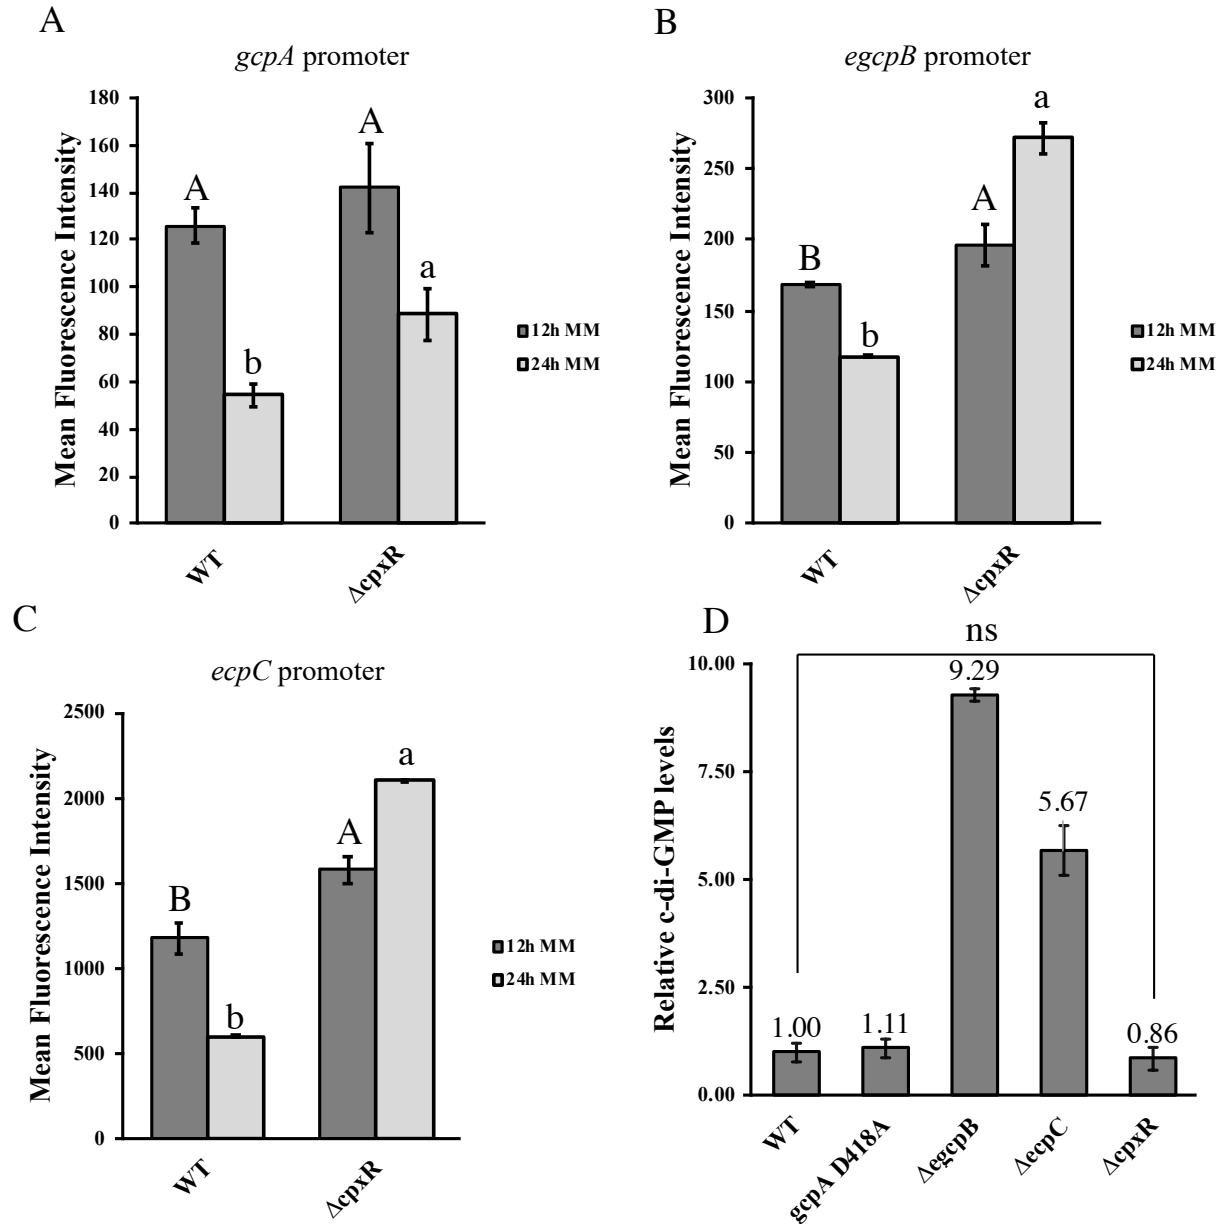 A
gcpA promoter
Mean Fluorescence Intensity
180
160
140
120
100
80
60
40
20
0
A
b
A
a
WT
ΔcpxR
12h MM
24h MM
B
egcpB promoter
Mean Fluorescence Intensity
300
250
200
150
100
50
0
B
b
A
a
WT
ΔcpxR
12h MM
24h MM
C
ecpC promoter
Mean Fluorescence Intensity
2500
2000
1500
1000
500
0
B
b
A
a
WT
ΔcpxR
12h MM
24h MM
D
ns
Relative c-di-GMP levels
10.00
7.50
5.00
2.50
0.00
1.00
1.11
9.29
5.67
0.86
WT
gcpA D418A
ΔegcpB
ΔecpC
ΔcpxR